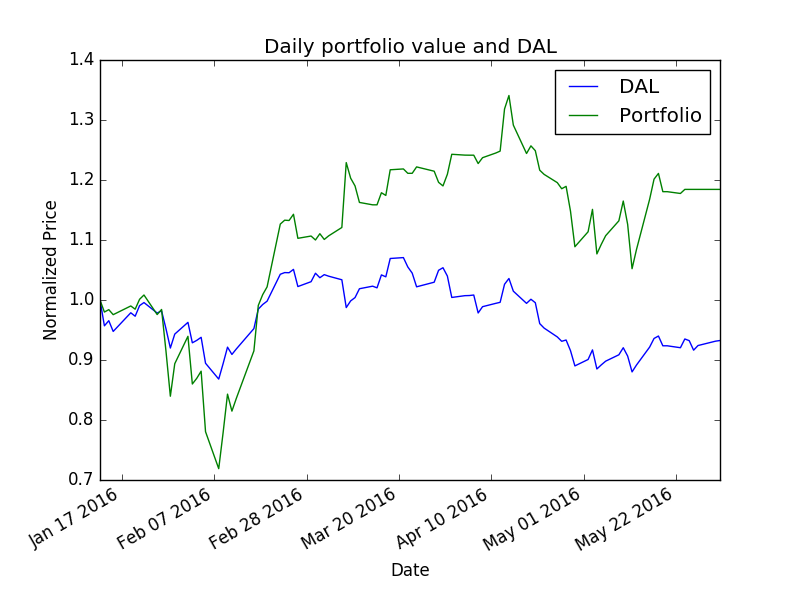 Daily portfolio value and DAL
1.4
1.3
1.2
1.1
1.0
0.9
0.8
0.7
Normalized Price
DAL
Portfolio
Jan 17 2016
Feb 07 2016
Feb 28 2016
Mar 20 2016
Apr 10 2016
May 01 2016
May 22 2016
Date